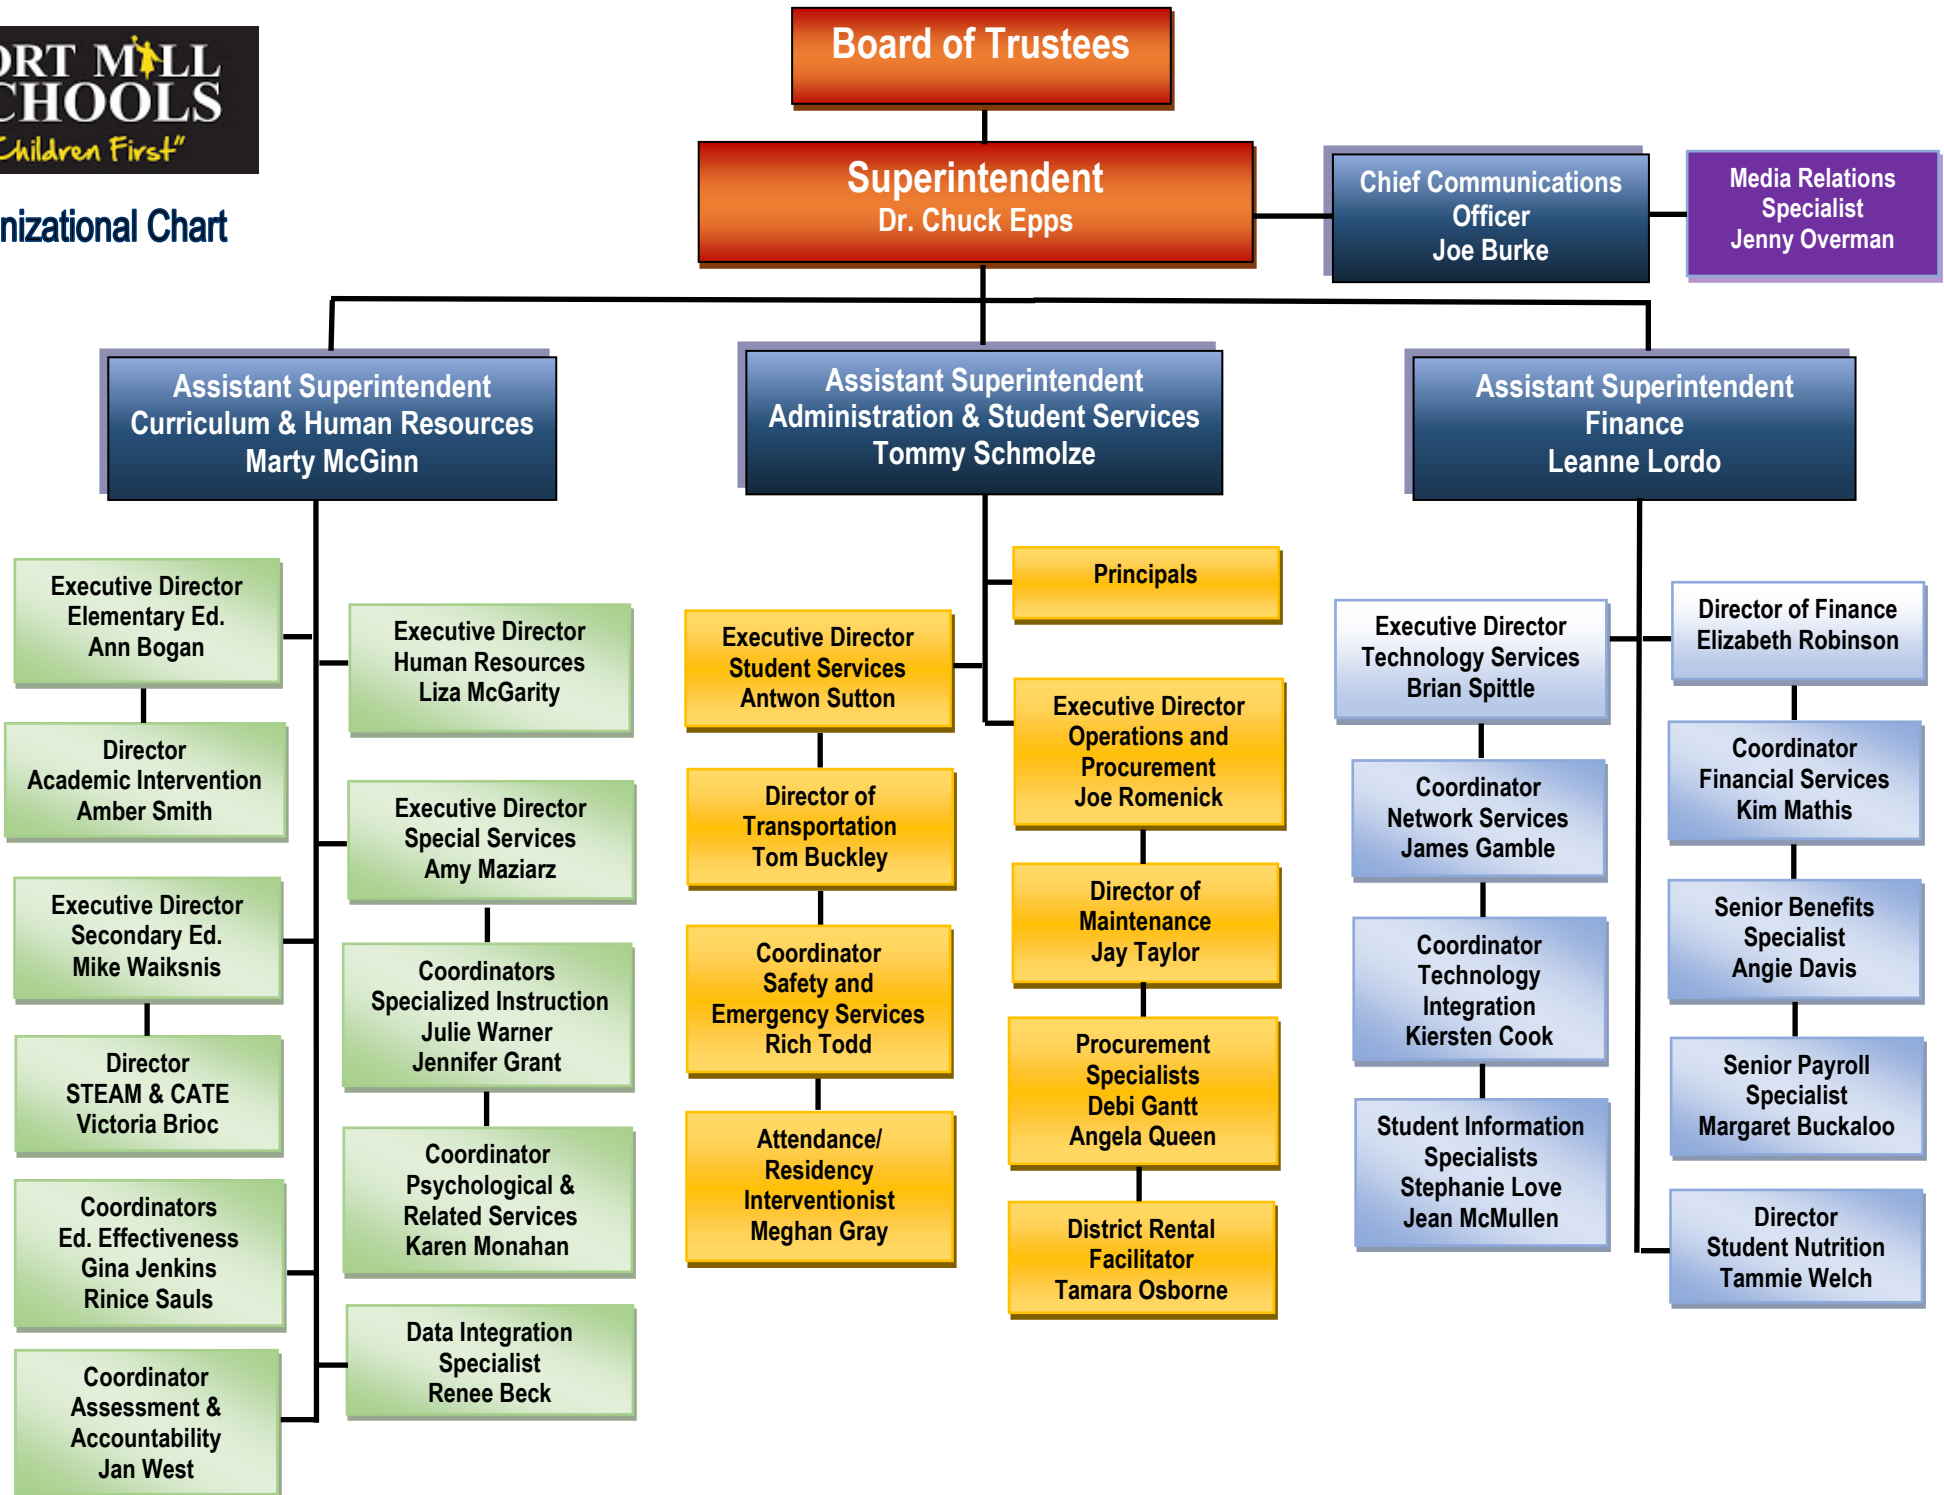 ORT MILL
CHOOLS
Children First"
nizational Chart
Board of Trustees
Superintendent
Dr. Chuck Epps
Chief Communications
Officer
Joe Burke
Media Relations
Specialist
Jenny Overman
Assistant Superintendent
Curriculum & Human Resources
Marty McGinn
Assistant Superintendent
Administration & Student Services
Tommy Schmolze
Assistant Superintendent
Finance
Leanne Lordo
Executive Director
Elementary Ed.
Ann Bogan
Director
Academic Intervention
Amber Smith
Executive Director
Secondary Ed.
Mike Waiksnis
Director
STEAM & CATE
Victoria Brioc
Coordinators
Ed. Effectiveness
Gina Jenkins
Rinice Sauls
Coordinator
Assessment &
Accountability
Jan West
Executive Director
Human Resources
Liza McGarity
Executive Director
Special Services
Amy Maziarz
Coordinators
Specialized Instruction
Julie Warner
Jennifer Grant
Coordinator
Psychological &
Related Services
Karen Monahan
Data Integration
Specialist
Renee Beck
Executive Director
Student Services
Antwon Sutton
Director of
Transportation
Tom Buckley
Coordinator
Safety and
Emergency Services
Rich Todd
Attendance/
Residency
Interventionist
Meghan Gray
Principals
Executive Director
Operations and
Procurement
Joe Romenick
Director of
Maintenance
Jay Taylor
Procurement
Specialists
Debi Gantt
Angela Queen
District Rental
Facilitator
Tamara Osborne
Executive Director
Technology Services
Brian Spittle
Coordinator
Network Services
James Gamble
Coordinator
Technology
Integration
Kiersten Cook
Student Information
Specialists
Stephanie Love
Jean McMullen
Director of Finance
Elizabeth Robinson
Coordinator
Financial Services
Kim Mathis
Senior Benefits
Specialist
Angie Davis
Senior Payroll
Specialist
Margaret Buckaloo
Director
Student Nutrition
Tammie Welch